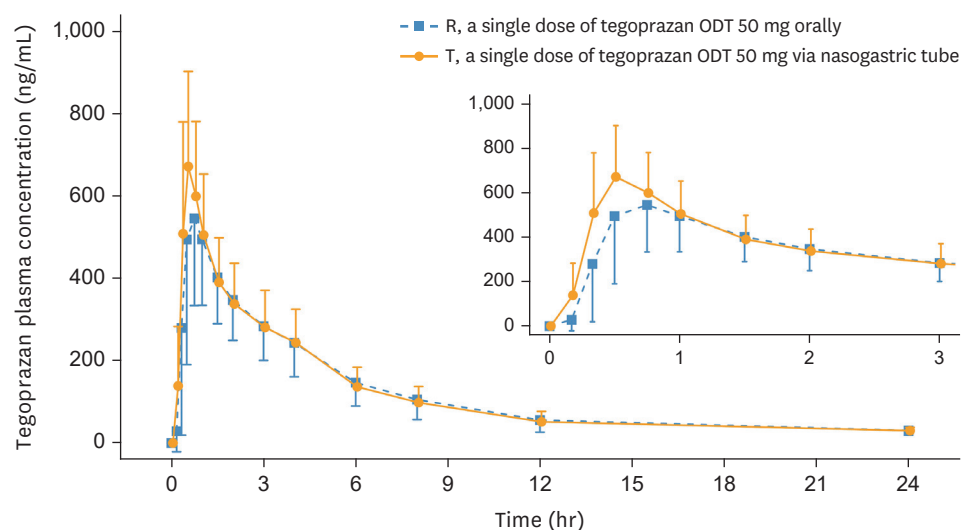 R, a single dose of tegoprazan ODT 50 mg orally
T, a single dose of tegoprazan ODT 50 mg via nasogastric tube
Tegoprazan plasma concentration (ng/mL)
1,000
800
600
400
200
0
0 3 6 9 12 15 18 21 24
Time (hr)
1,000
800
600
400
200
0
0 1 2 3